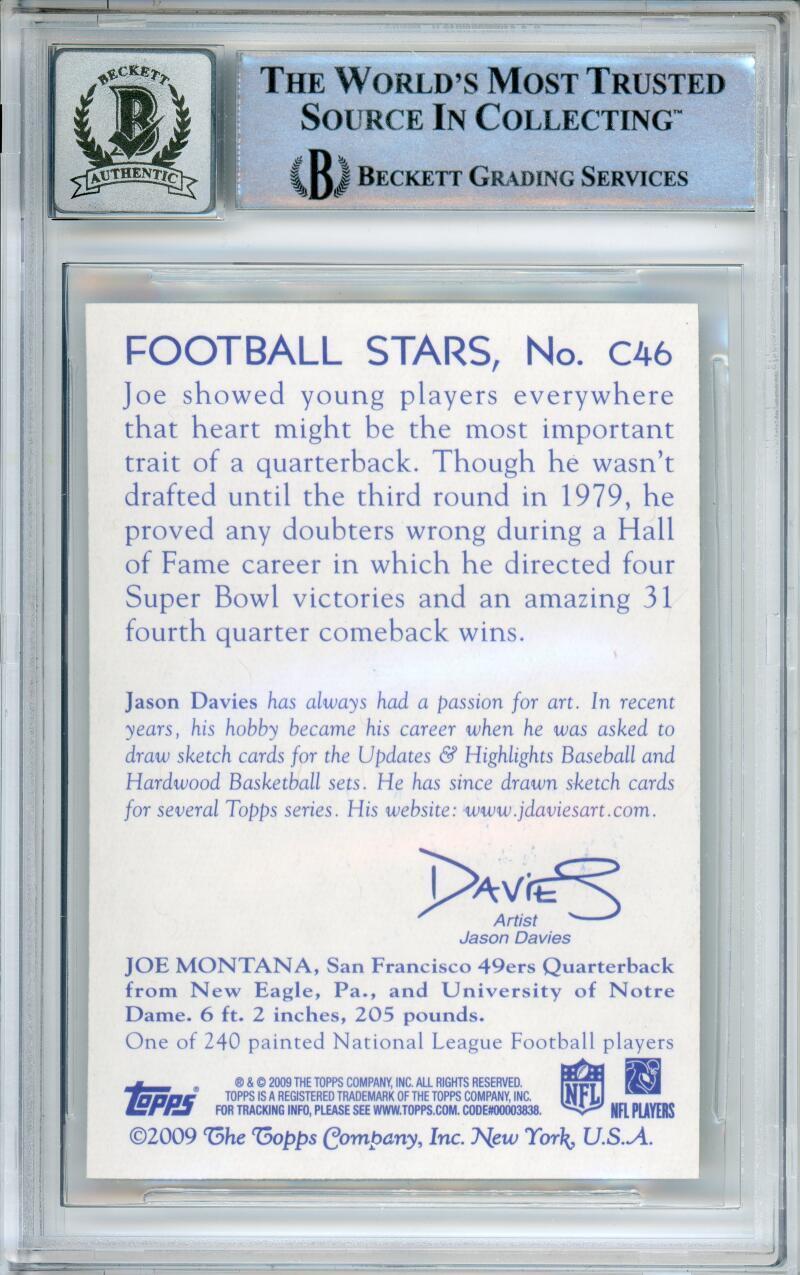 BECKETT
B
AUTHENTIC
THE WORLD'S MOST TRUSTED
SOURCE IN COLLECTING™
B BECKETT GRADING SERVICES
FOOTBALL STARS, No. C46
Joe showed young players everywhere
that heart might be the most important
trait of a quarterback. Though he wasn't
drafted until the third round in 1979, he
proved any doubters wrong during a Hall
of Fame career in which he directed four
Super Bowl victories and an amazing 31
fourth quarter comeback wins.
Jason Davies has always had a passion for art. In recent
years, his hobby became his career when he was asked to
draw sketch cards for the Updates & Highlights Baseball and
Hardwood Basketball sets. He has since drawn sketch cards
for several Topps series. His website: www.jdaviesart.com.
DAVIES
Artist
Jason Davies
JOE MONTANA, San Francisco 49ers Quarterback
from New Eagle, Pa., and University of Notre
Dame. 6 ft. 2 inches, 205 pounds.
One of 240 painted National League Football players
Topps®
® & © 2009 THE TOPPS COMPANY, INC. ALL RIGHTS RESERVED.
TOPPS IS A REGISTERED TRADEMARK OF THE TOPPS COMPANY, INC.
FOR TRACKING INFO, PLEASE SEE WWW.TOPPS.COM. CODE#00003838.
NFL
NFL PLAYERS
©2009 The Topps Company, Inc. New York, U.S.A.